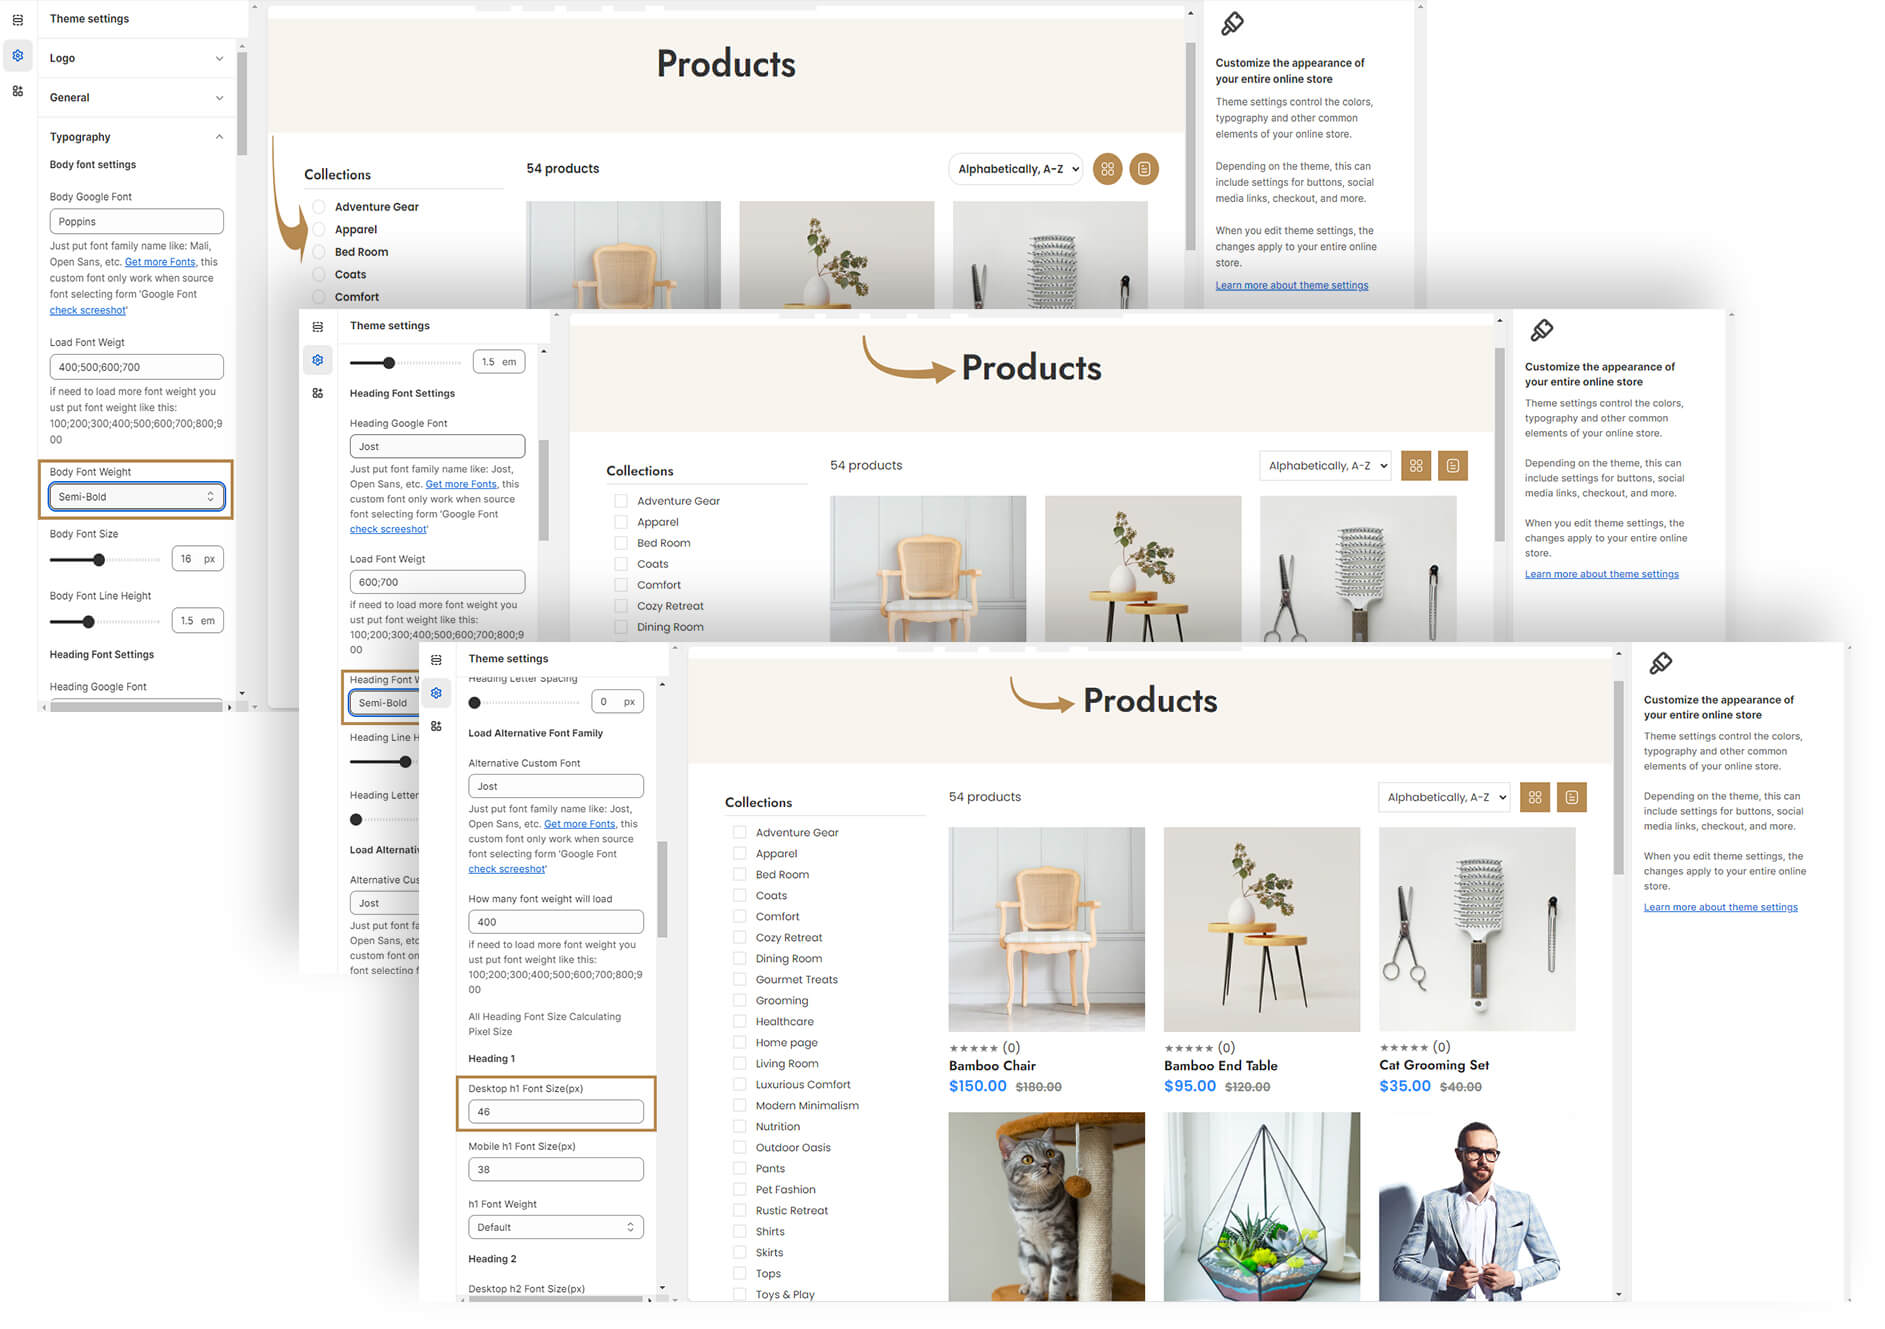 Theme settings
Logo
General
Typography
Body font settings
Body Google Font
Poppins
Just put font family name like: Mali,
Open Sans, etc. Get more Fonts, this
custom font only work when source
font selecting form 'Google Font
check screeshot'
Load Font Weigt
400;500;600;700
if need to load more font weight you
ust put font weight like this:
100;200;300;400;500;600;700;800;9
00
Body Font Weight
Semi-Bold
Body Font Size
16 px
Body Font Line Height
1.5 em
Heading Font Settings
Heading Google Font
Products
Collections
Adventure Gear
Apparel
Bed Room
Coats
Comfort
54 products
Alphabetically, A-Z
Customize the appearance of
your entire online store
Theme settings control the colors,
typography and other common
elements of your online store.
Depending on the theme, this can
include settings for buttons, social
media links, checkout, and more.
When you edit theme settings, the
changes apply to your entire online
store.
Learn more about theme settings
Theme settings
1.5 em
Heading Font Settings
Heading Google Font
Jost
Just put font family name like: Jost,
Open Sans, etc. Get more Fonts, this
custom font only work when source
font selecting form 'Google Font
check screeshot'
Load Font Weigt
600;700
if need to load more font weight you
ust put font weight like this:
100;200;300;400;500;600;700;800;9
00
Heading Font W
Semi-Bold
Heading Line H
Heading Letter
Load Alternativ
Alternative Cus
Jost
Just put font fa
Open Sans, etc
custom font on
font selecting f
Products
Collections
Adventure Gear
Apparel
Bed Room
Coats
Comfort
Cozy Retreat
Dining Room
54 products
Alphabetically, A-Z
Customize the appearance of
your entire online store
Theme settings control the colors,
typography and other common
elements of your online store.
Depending on the theme, this can
include settings for buttons, social
media links, checkout, and more.
When you edit theme settings, the
changes apply to your entire online
store.
Learn more about theme settings
Theme settings
Heading Letter Spacing
0 px
Load Alternative Font Family
Alternative Custom Font
Jost
Just put font family name like: Jost,
Open Sans, etc. Get more Fonts, this
custom font only work when source
font selecting form 'Google Font
check screeshot'
How many font weight will load
400
if need to load more font weight you
ust put font weight like this:
100;200;300;400;500;600;700;800;9
00
All Heading Font Size Calculating
Pixel Size
Heading 1
Desktop h1 Font Size(px)
46
Mobile h1 Font Size(px)
38
h1 Font Weight
Default
Heading 2
Desktop h2 Font Size(px)
Products
Collections
Adventure Gear
Apparel
Bed Room
Coats
Comfort
Cozy Retreat
Dining Room
Gourmet Treats
Grooming
Healthcare
Home page
Living Room
Luxurious Comfort
Modern Minimalism
Nutrition
Outdoor Oasis
Pants
Pet Fashion
Rustic Retreat
Shirts
Skirts
Tops
Toys & Play
54 products
Alphabetically, A-Z
★★★★★ (0)
Bamboo Chair
$150.00 $180.00
★★★★★ (0)
Bamboo End Table
$95.00 $120.00
★★★★★ (0)
Cat Grooming Set
$35.00 $40.00
Customize the appearance of
your entire online store
Theme settings control the colors,
typography and other common
elements of your online store.
Depending on the theme, this can
include settings for buttons, social
media links, checkout, and more.
When you edit theme settings, the
changes apply to your entire online
store.
Learn more about theme settings